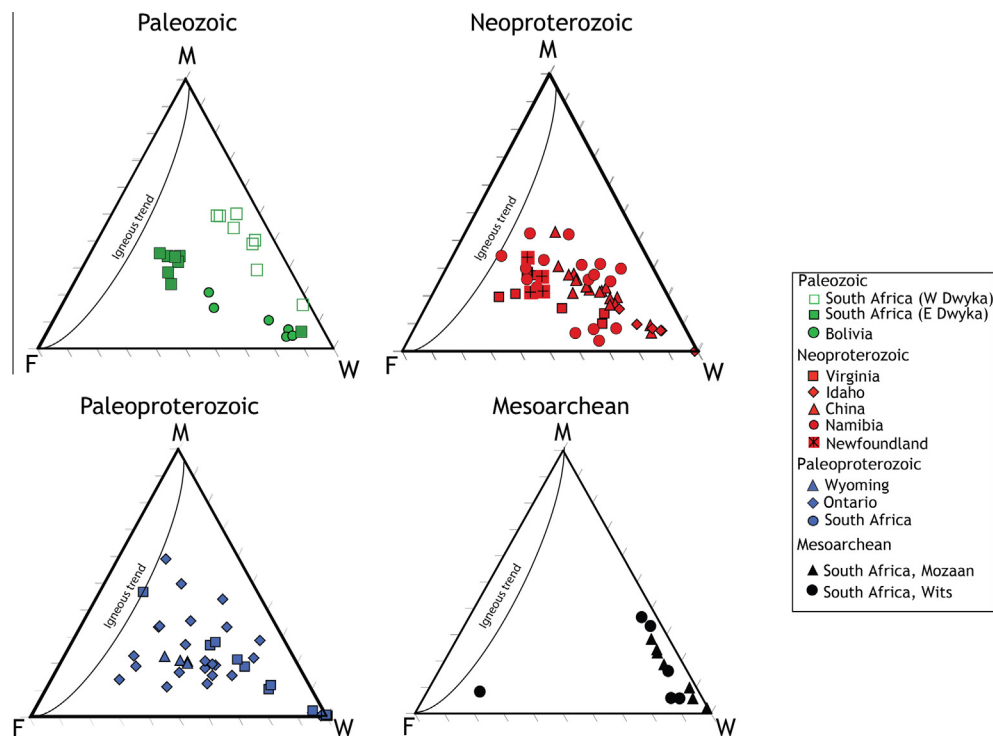 Paleozoic
M
Igneous trend
F
W
Neoproterozoic
M
Igneous trend
F
W
Paleoproterozoic
M
Igneous trend
F
W
Mesoarchean
M
Igneous trend
F
W
Paleozoic
South Africa (W Dwyka)
South Africa (E Dwyka)
Bolivia
Neoproterozoic
Virginia
Idaho
China
Namibia
Newfoundland
Paleoproterozoic
Wyoming
Ontario
South Africa
Mesoarchean
South Africa, Mozaan
South Africa, Wits